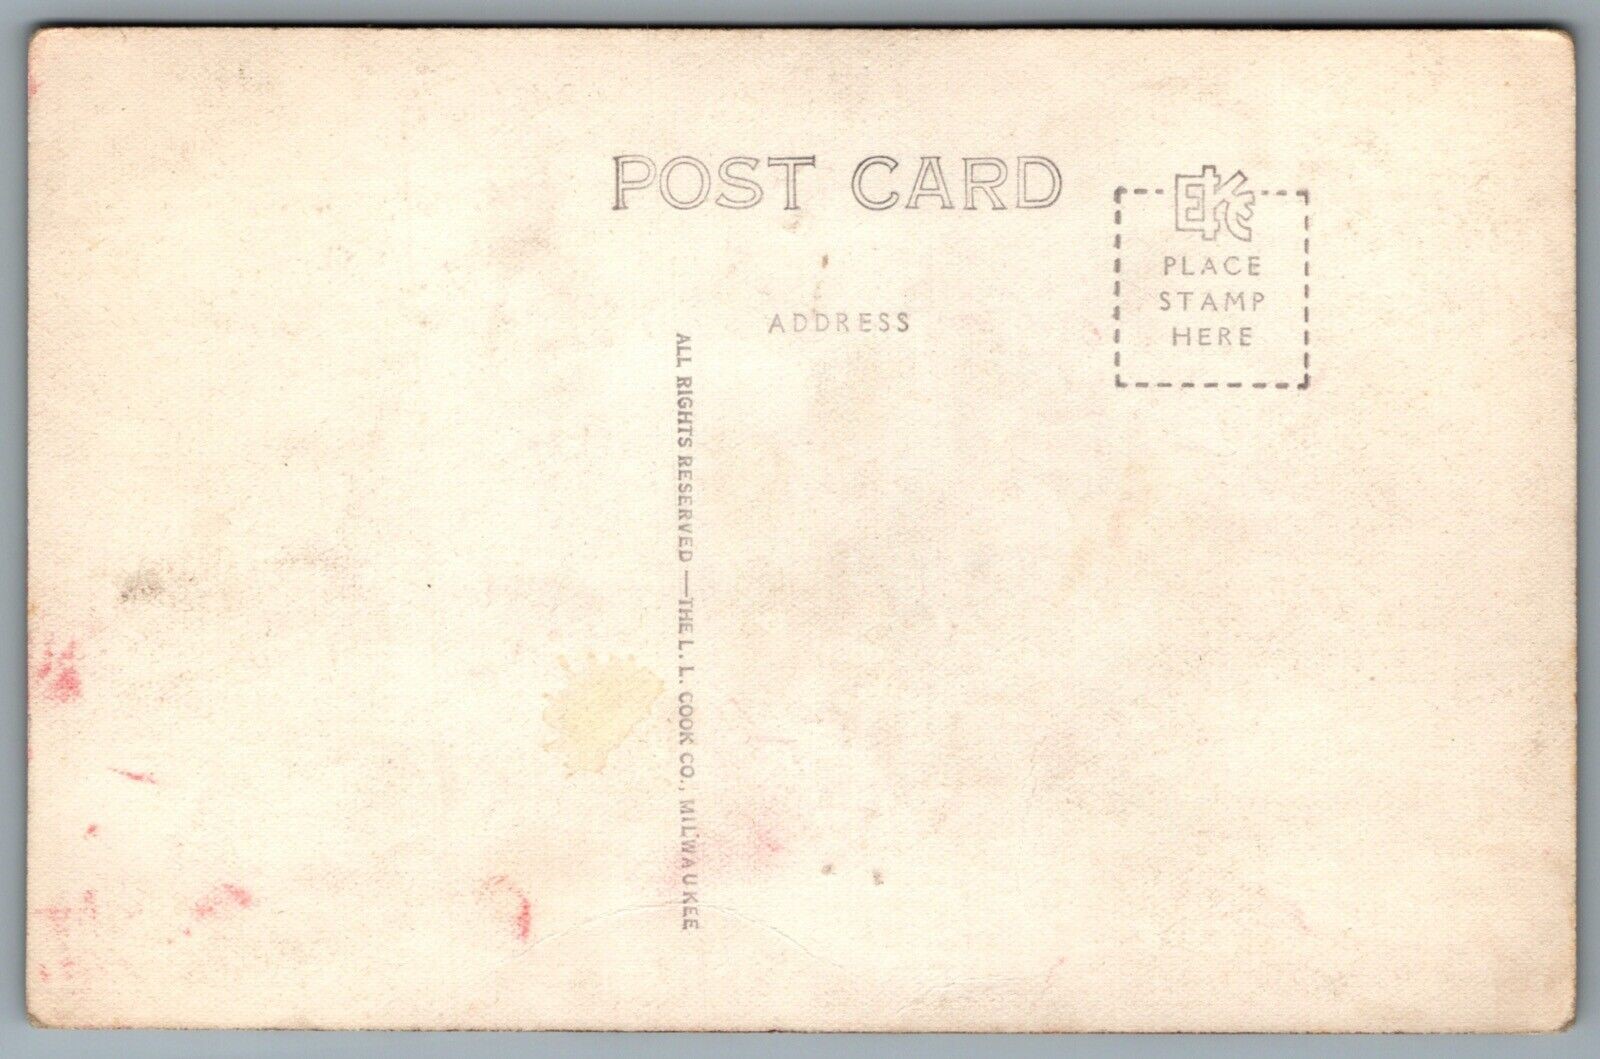 POST CARD
EKC
PLACE
STAMP
HERE
ADDRESS
ALL RIGHTS RESERVED—THE L. L. COOK CO., MILWAUKEE